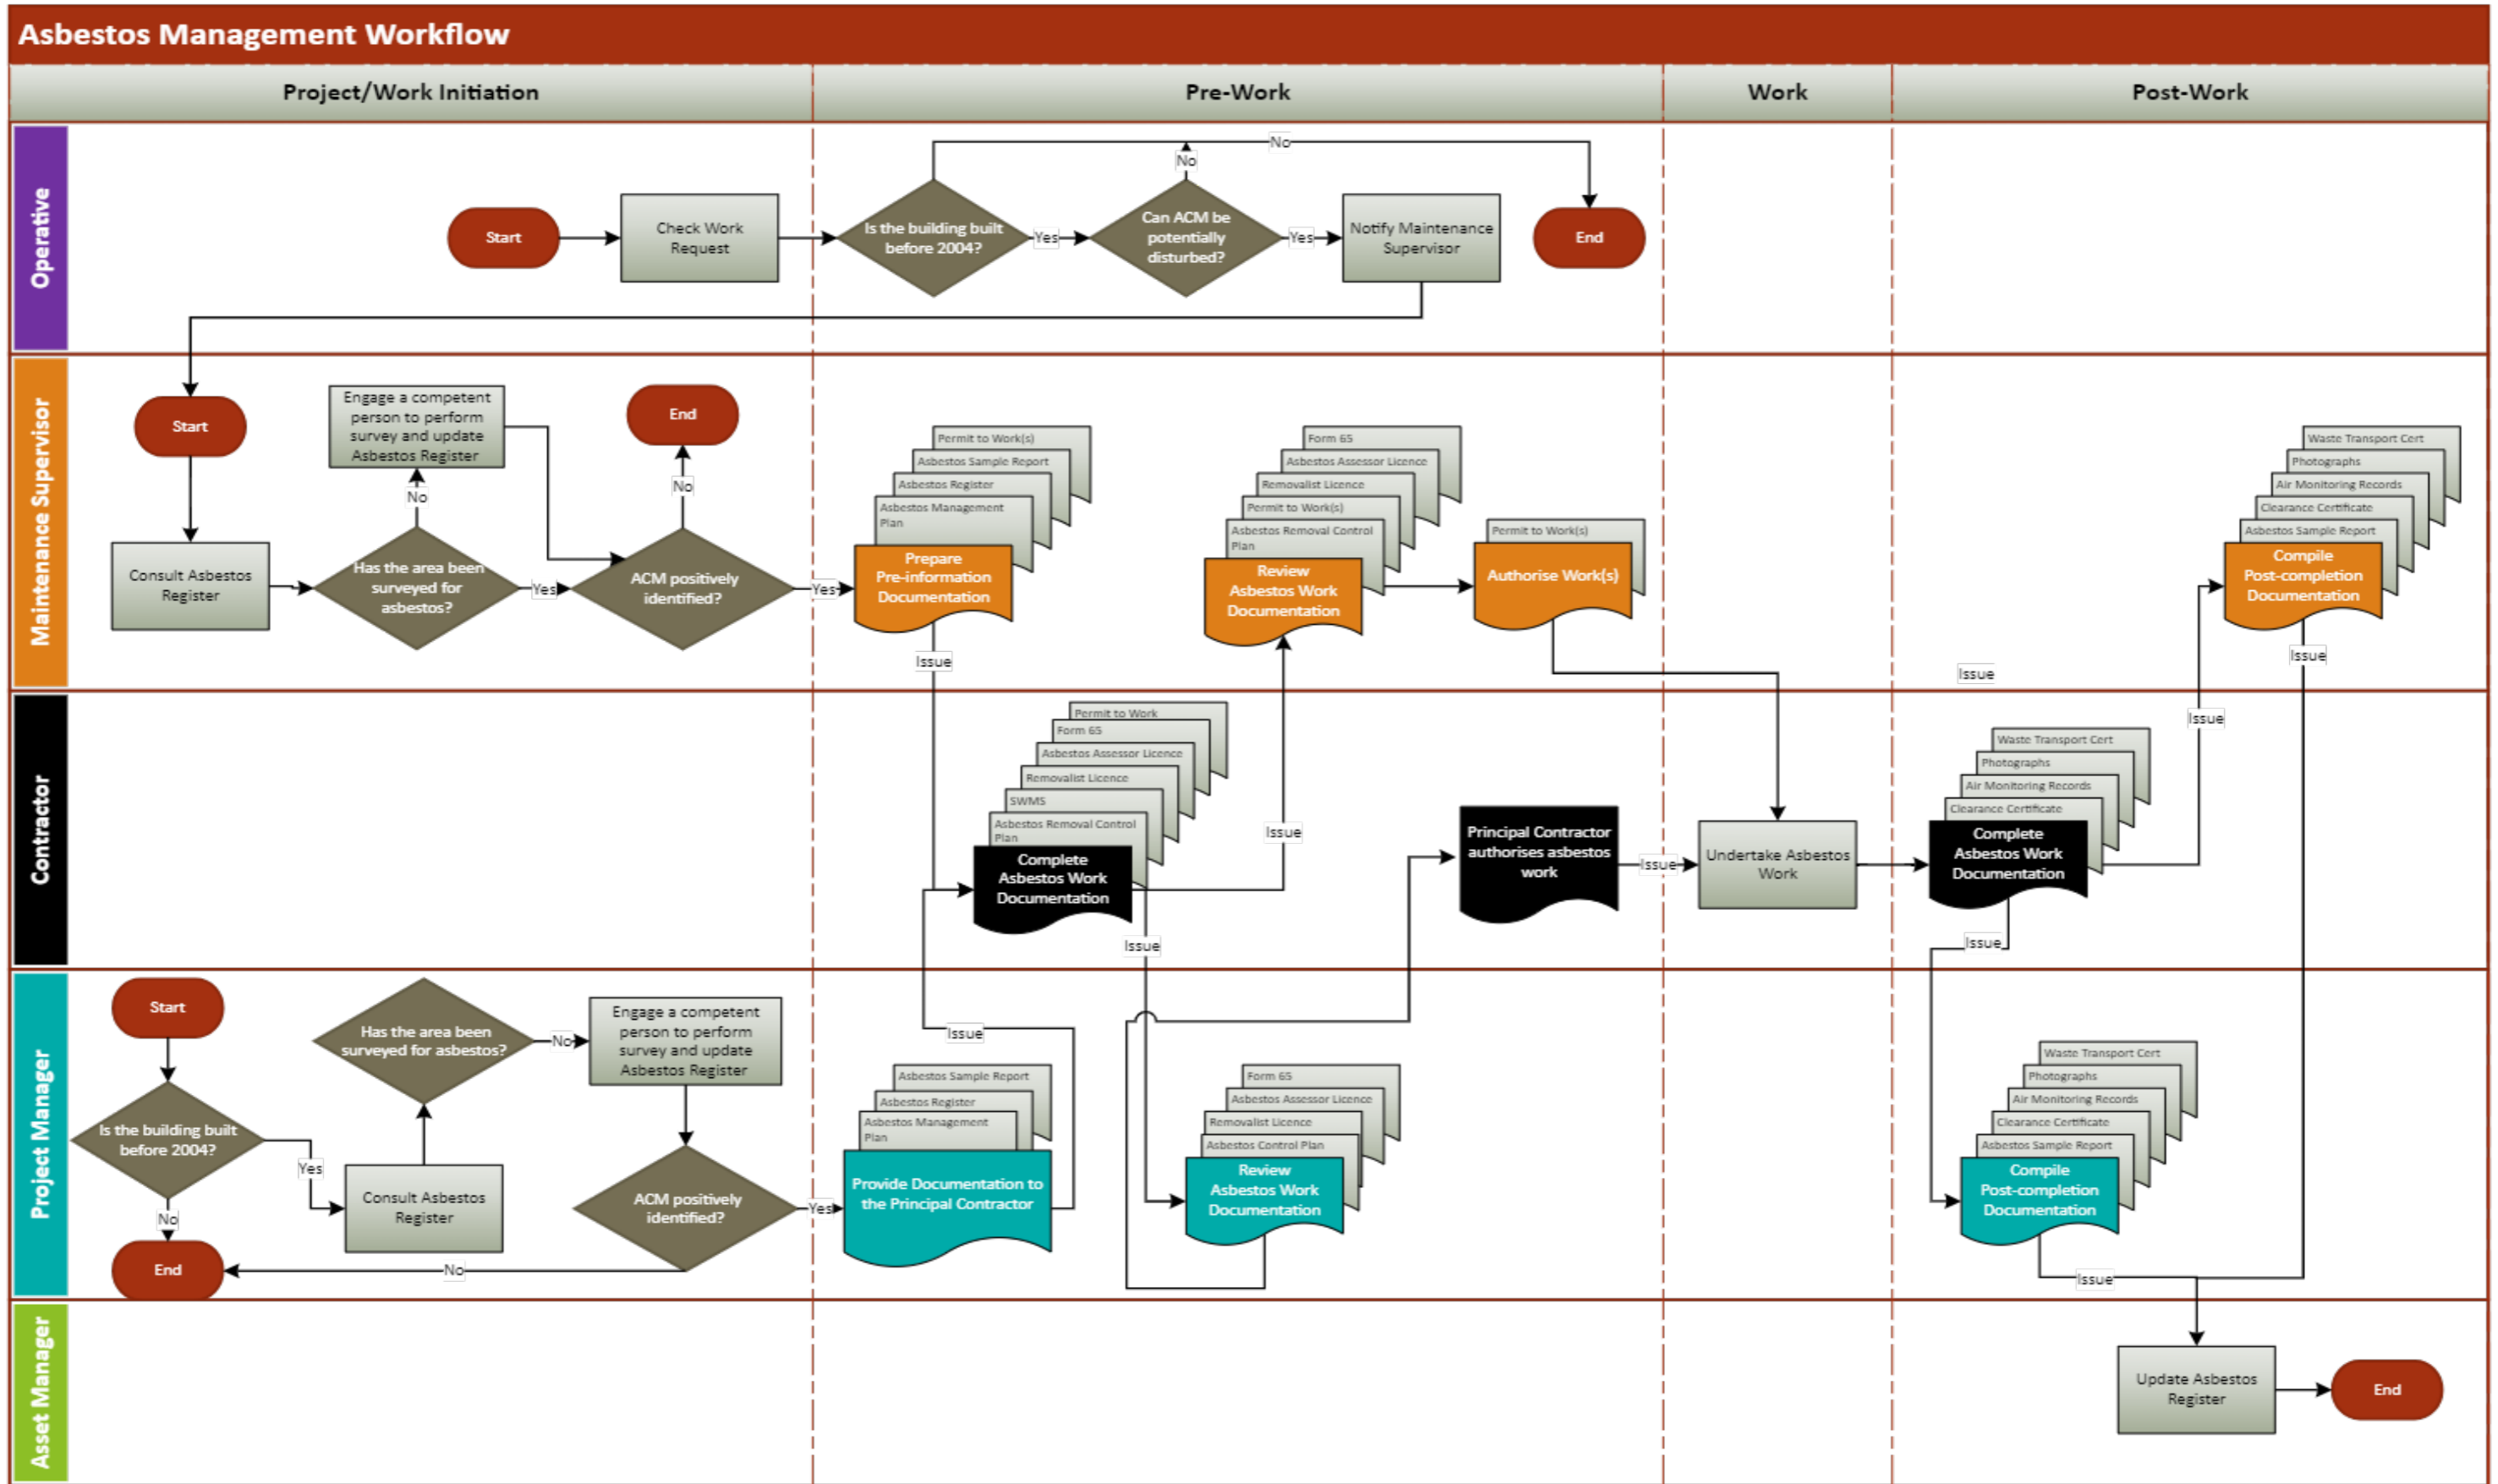 Asbestos Management Workflow
Project/Work Initiation
Pre-Work
Work
Post-Work
Operative
Start
Check Work
Request
Is the building built
before 2004?
Yes
Can ACM be
potentially
disturbed?
No
No
Yes
Notify Maintenance
Supervisor
End
Maintenance Supervisor
Start
Consult Asbestos
Register
Engage a competent
person to perform
survey and update
Asbestos Register
No
Has the area been
surveyed for
asbestos?
Yes
End
No
ACM positively
identified?
Yes
Permit to Work(s)
Asbestos Sample Report
Asbestos Register
Asbestos Management
Plan
Prepare
Pre-information
Documentation
Issue
Form 65
Asbestos Assessor Licence
Removalist Licence
Permit to Work(s)
Asbestos Removal Control
Plan
Review
Asbestos Work
Documentation
Permit to Work(s)
Authorise Work(s)
Issue
Waste Transport Cert
Photographs
Air Monitoring Records
Clearance Certificate
Asbestos Sample Report
Compile
Post-completion
Documentation
Issue
Contractor
Permit to Work
Form 65
Asbestos Assessor Licence
Removalist Licence
SWMS
Asbestos Removal Control
Plan
Complete
Asbestos Work
Documentation
Issue
Issue
Principal Contractor
authorises asbestos
work
Issue
Undertake Asbestos
Work
Waste Transport Cert
Photographs
Air Monitoring Records
Clearance Certificate
Complete
Asbestos Work
Documentation
Issue
Issue
Project Manager
Start
Is the building built
before 2004?
No
End
Yes
Consult Asbestos
Register
Has the area been
surveyed for asbestos?
No
Engage a competent
person to perform
survey and update
Asbestos Register
ACM positively
identified?
No
Yes
Issue
Asbestos Sample Report
Asbestos Register
Asbestos Management
Plan
Provide Documentation to
the Principal Contractor
Form 65
Asbestos Assessor Licence
Removalist Licence
Asbestos Control Plan
Review
Asbestos Work
Documentation
Waste Transport Cert
Photographs
Air Monitoring Records
Clearance Certificate
Asbestos Sample Report
Compile
Post-completion
Documentation
Issue
Asset Manager
Update Asbestos
Register
End